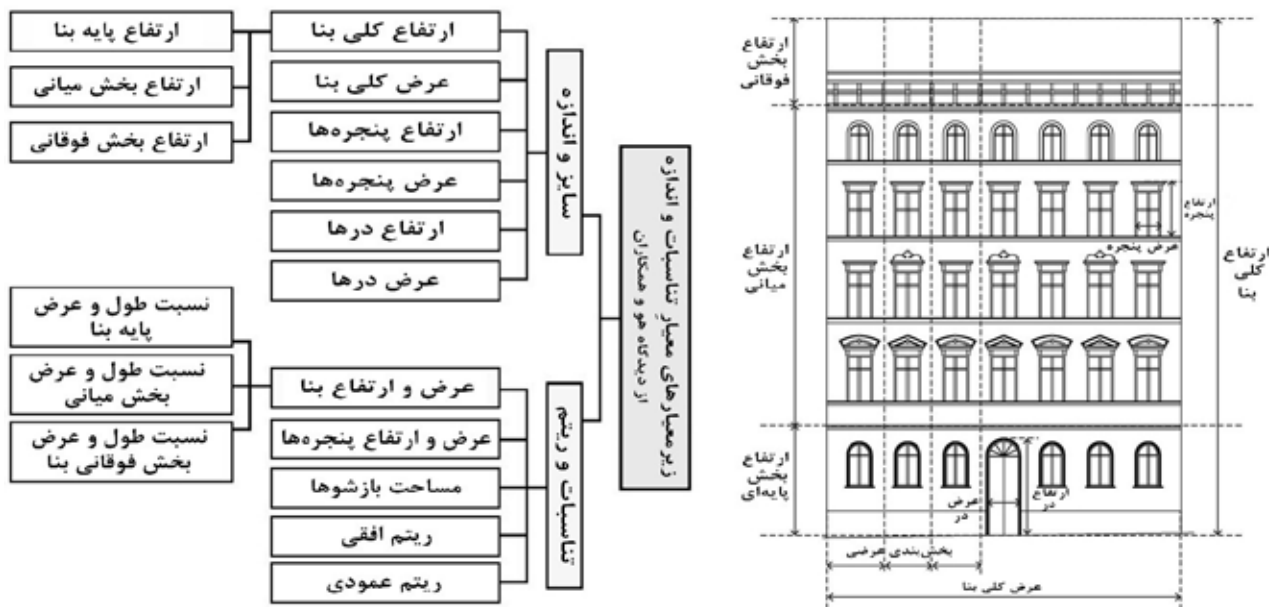 زیرمعیارهای معیارِ تناسبات و اندازه
از دیدگاه هو و همکاران
سایز و اندازه
ارتفاع کلی بنا
ارتفاع پایه بنا
ارتفاع بخش میانی
ارتفاع بخش فوقانی
عرض کلی بنا
ارتفاع پنجره‌ها
عرض پنجره‌ها
ارتفاع درها
عرض درها
تناسبات و ریتم
عرض و ارتفاع بنا
نسبت طول و عرض
پایه بنا
نسبت طول و عرض
بخش میانی
نسبت طول و عرض
بخش فوقانی بنا
عرض و ارتفاع پنجره‌ها
مساحت بازشوها
ریتم افقی
ریتم عمودی
ارتفاع
بخش
فوقانی
ارتفاع
بخش
میانی
ارتفاع
بخش
پایه‌ای
ارتفاع
پنجره
عرض پنجره
ارتفاع
کلی
بنا
عرض
در
ارتفاع
در
بخش‌بندی عرضی
عرض کلی بنا